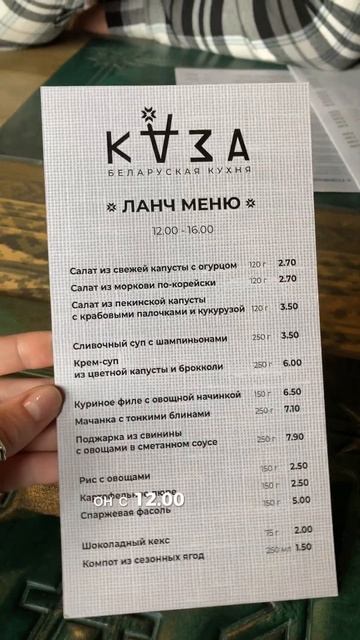 КАЗА
БЕЛАРУСКАЯ КУХНЯ
ЛАНЧ МЕНЮ
12.00 - 16.00
Салат из свежей капусты с огурцом 120 г 2.70
Салат из моркови по-корейски 120 г 2.70
Салат из пекинской капусты
с крабовыми палочками и кукурузой 120 г 3.50
Сливочный суп с шампиньонами 250 г 3.50
Крем-суп
из цветной капусты и брокколи 250 г 6.00
Куриное филе с овощной начинкой 150 г 6.50
Мачанка с тонкими блинами 250 г 7.10
Поджарка из свинины
с овощами в сметанном соусе 250 г 7.90
Рис с овощами 150 г 2.50
150 г 2.50
он с 12.00
Спаржевая фасоль 150 г 5.00
Шоколадный кекс 75 г 2.00
Компот из сезонных ягод 250 мл 1.50